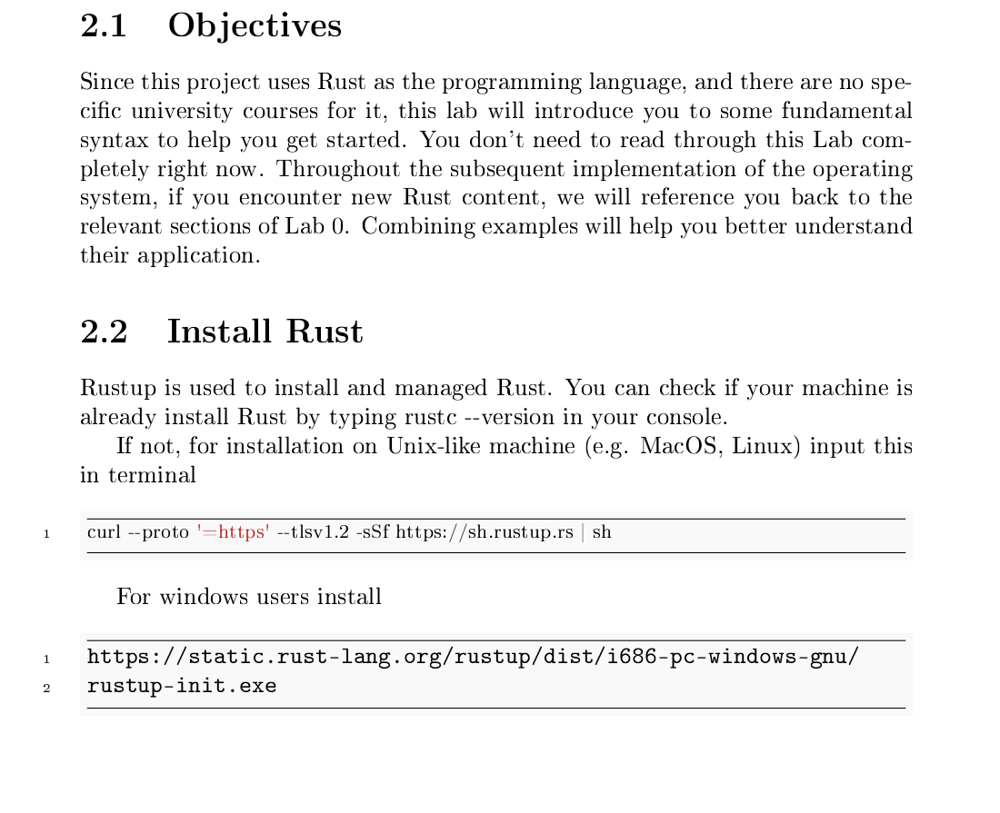 2.1 Objectives
Since this project uses Rust as the programming language, and there are no spe-
cific university courses for it, this lab will introduce you to some fundamental
syntax to help you get started. You don't need to read through this Lab com-
pletely right now. Throughout the subsequent implementation of the operating
system, if you encounter new Rust content, we will reference you back to the
relevant sections of Lab 0. Combining examples will help you better understand
their application.
2.2 Install Rust
Rustup is used to install and managed Rust. You can check if your machine is
already install Rust by typing rustc --version in your console.
If not, for installation on Unix-like machine (e.g. MacOS, Linux) input this
in terminal
1 curl --proto '=https' --tlsv1.2 -sSf https://sh.rustup.rs | sh
For windows users install
1 https://static.rust-lang.org/rustup/dist/i686-pc-windows-gnu/
2 rustup-init.exe